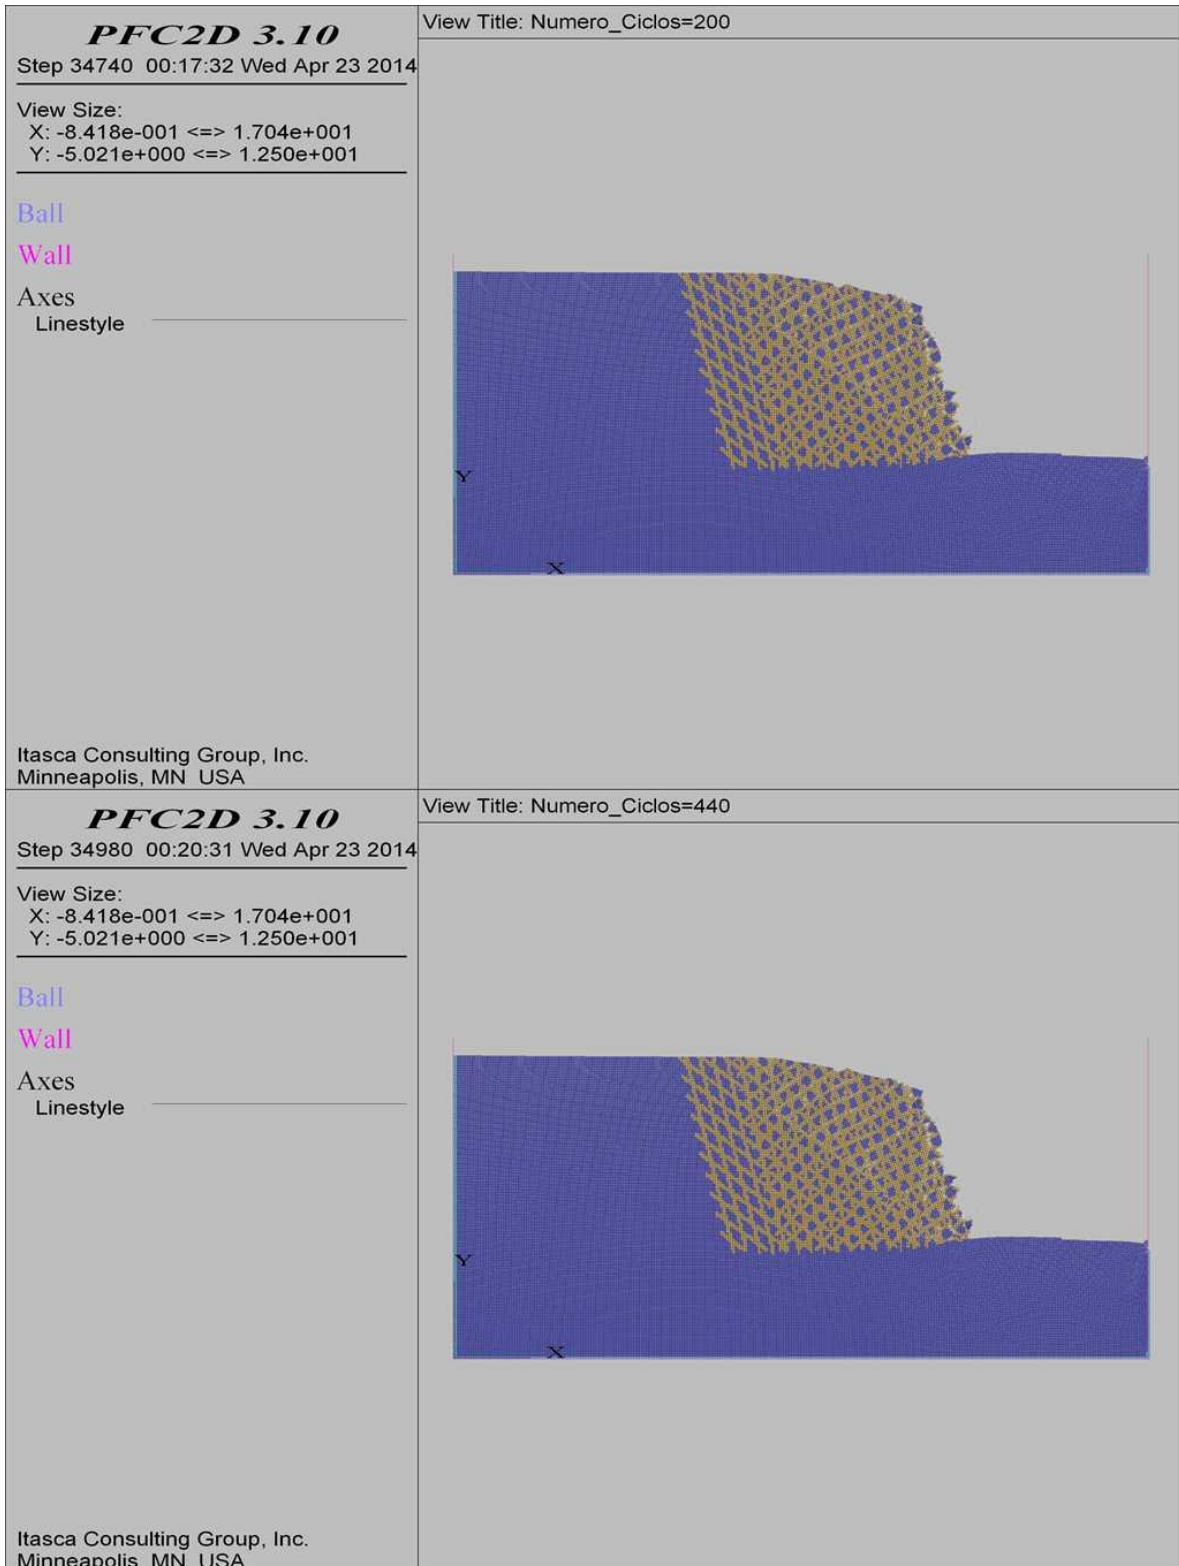 PFC2D 3.10
Step 34740 00:17:32 Wed Apr 23 2014
View Size:
X: -8.418e-001 <=> 1.704e+001
Y: -5.021e+000 <=> 1.250e+001
Ball
Wall
Axes
Linestyle
Itasca Consulting Group, Inc.
Minneapolis, MN USA
View Title: Numero_Ciclos=200
Y
X
PFC2D 3.10
Step 34980 00:20:31 Wed Apr 23 2014
View Size:
X: -8.418e-001 <=> 1.704e+001
Y: -5.021e+000 <=> 1.250e+001
Ball
Wall
Axes
Linestyle
Itasca Consulting Group, Inc.
Minneapolis, MN USA
View Title: Numero_Ciclos=440
Y
X